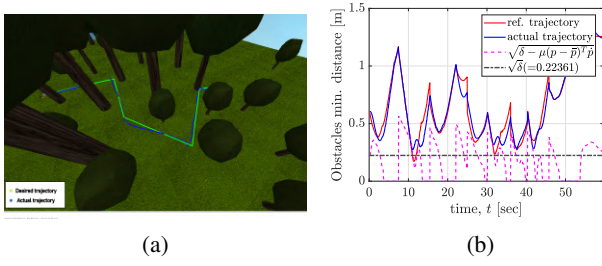 Desired trajectory
Actual trajectory
(a)
Obstacles min. distance [m]
1.5
1
0.5
0
ref. trajectory
actual trajectory
√δ − μ(p − p̄)ᵀṗ
√δ(=0.22361)
0 10 20 30 40 50
time, t [sec]
(b)